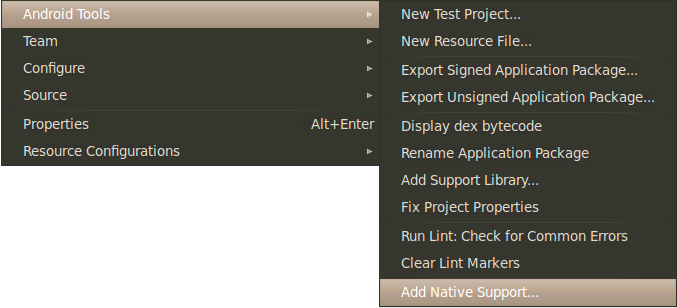 Android Tools
Team
Configure
Source
Properties Alt+Enter
Resource Configurations
New Test Project...
New Resource File...
Export Signed Application Package...
Export Unsigned Application Package...
Display dex bytecode
Rename Application Package
Add Support Library...
Fix Project Properties
Run Lint: Check for Common Errors
Clear Lint Markers
Add Native Support...